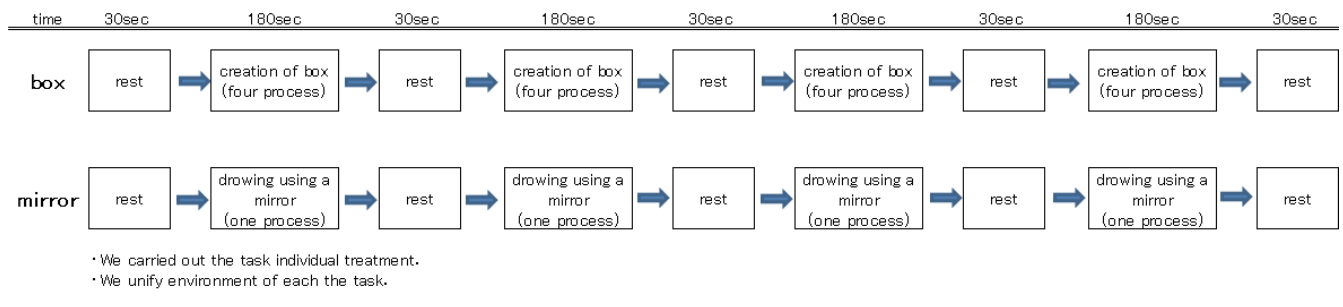 time 30sec 180sec 30sec 180sec 30sec 180sec 30sec 180sec 30sec
box
rest
creation of box
(four process)
rest
creation of box
(four process)
rest
creation of box
(four process)
rest
creation of box
(four process)
rest
mirror
rest
drowing using a
mirror
(one process)
rest
drowing using a
mirror
(one process)
rest
drowing using a
mirror
(one process)
rest
drowing using a
mirror
(one process)
rest
・We carried out the task individual treatment.
・We unify environment of each the task.